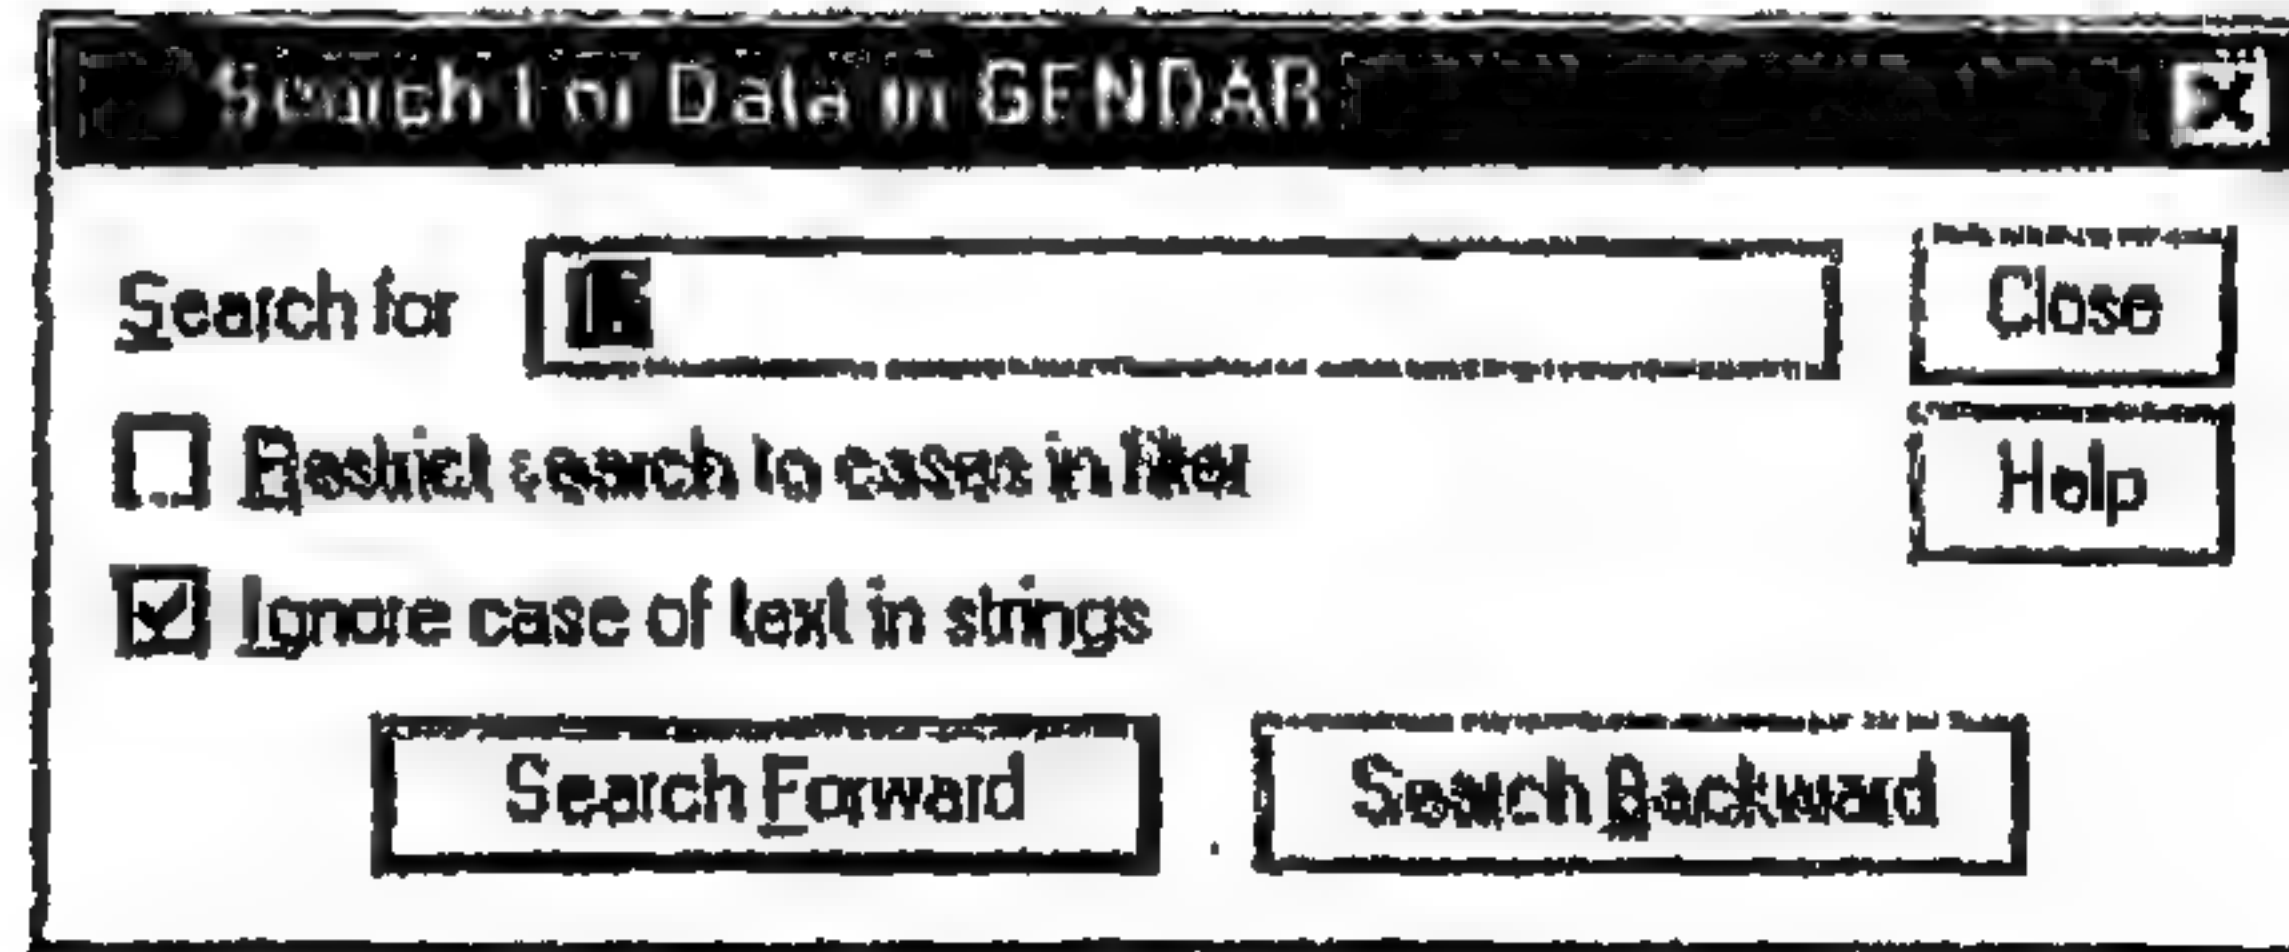 Search For Data in GENDAR
Search for
Close
Restrict search to cases in filter
Help
Ignore case of text in strings
Search Forward
Search Backward